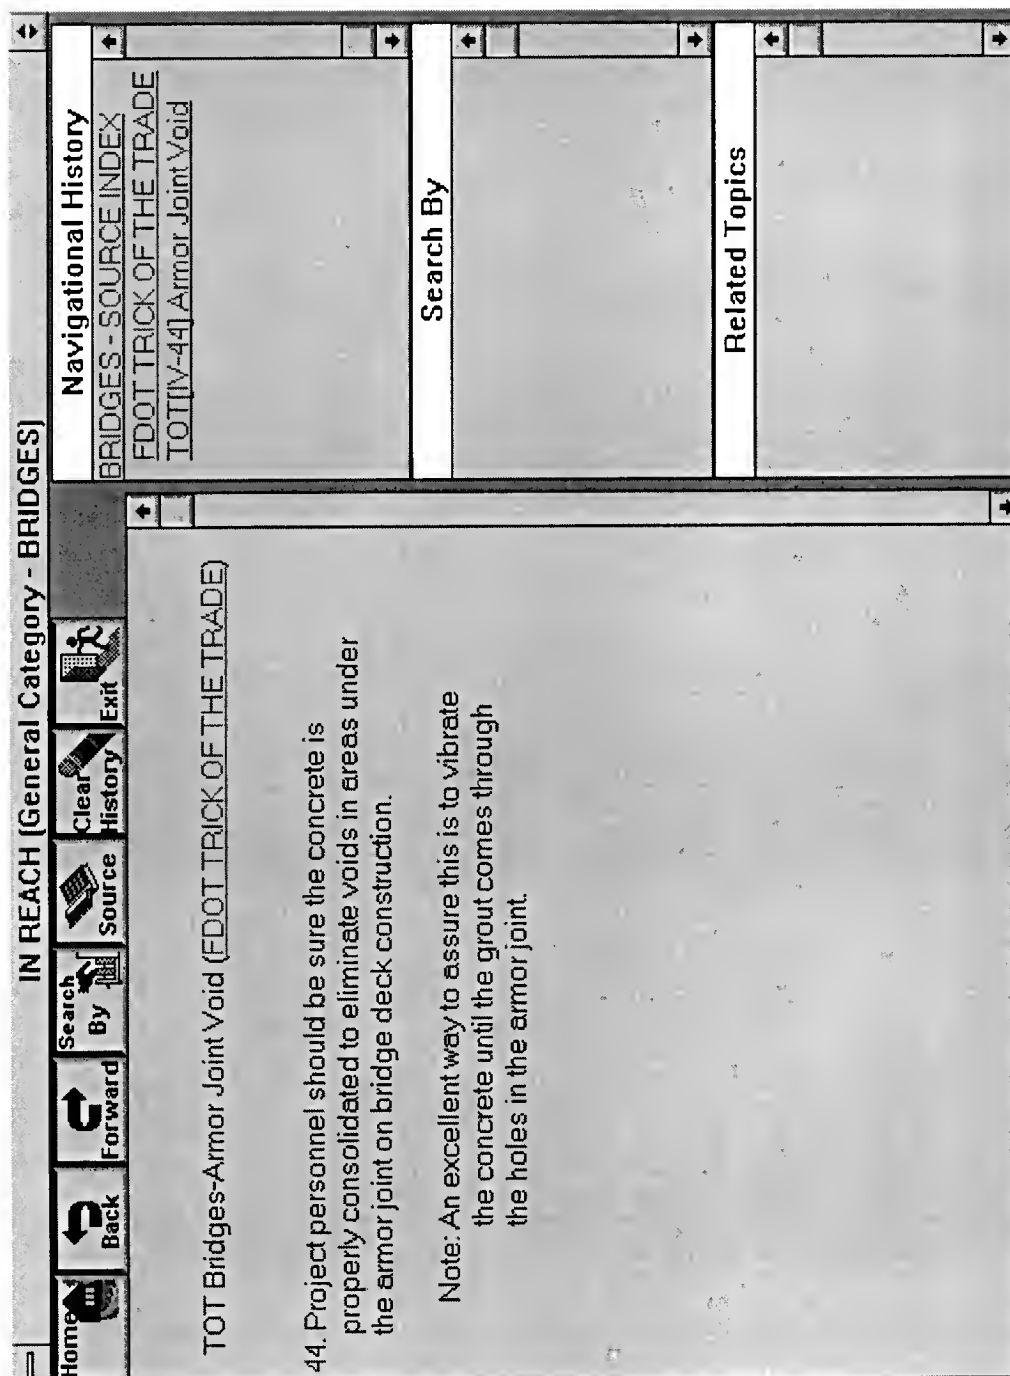 IN REACH (General Category - BRIDGES)
Home
Back
Forward
Search
By
Source
Clear
History
Exit
TOT Bridges-Armor Joint Void (FDOT TRICK OF THE TRADE)
44. Project personnel should be sure the concrete is
properly consolidated to eliminate voids in areas under
the armor joint on bridge deck construction.
Note: An excellent way to assure this is to vibrate
the concrete until the grout comes through
the holes in the armor joint.
Navigational History
BRIDGES - SOURCE INDEX
FDOT TRICK OF THE TRADE
TOT[IV-44] Armor Joint Void
Search By
Related Topics